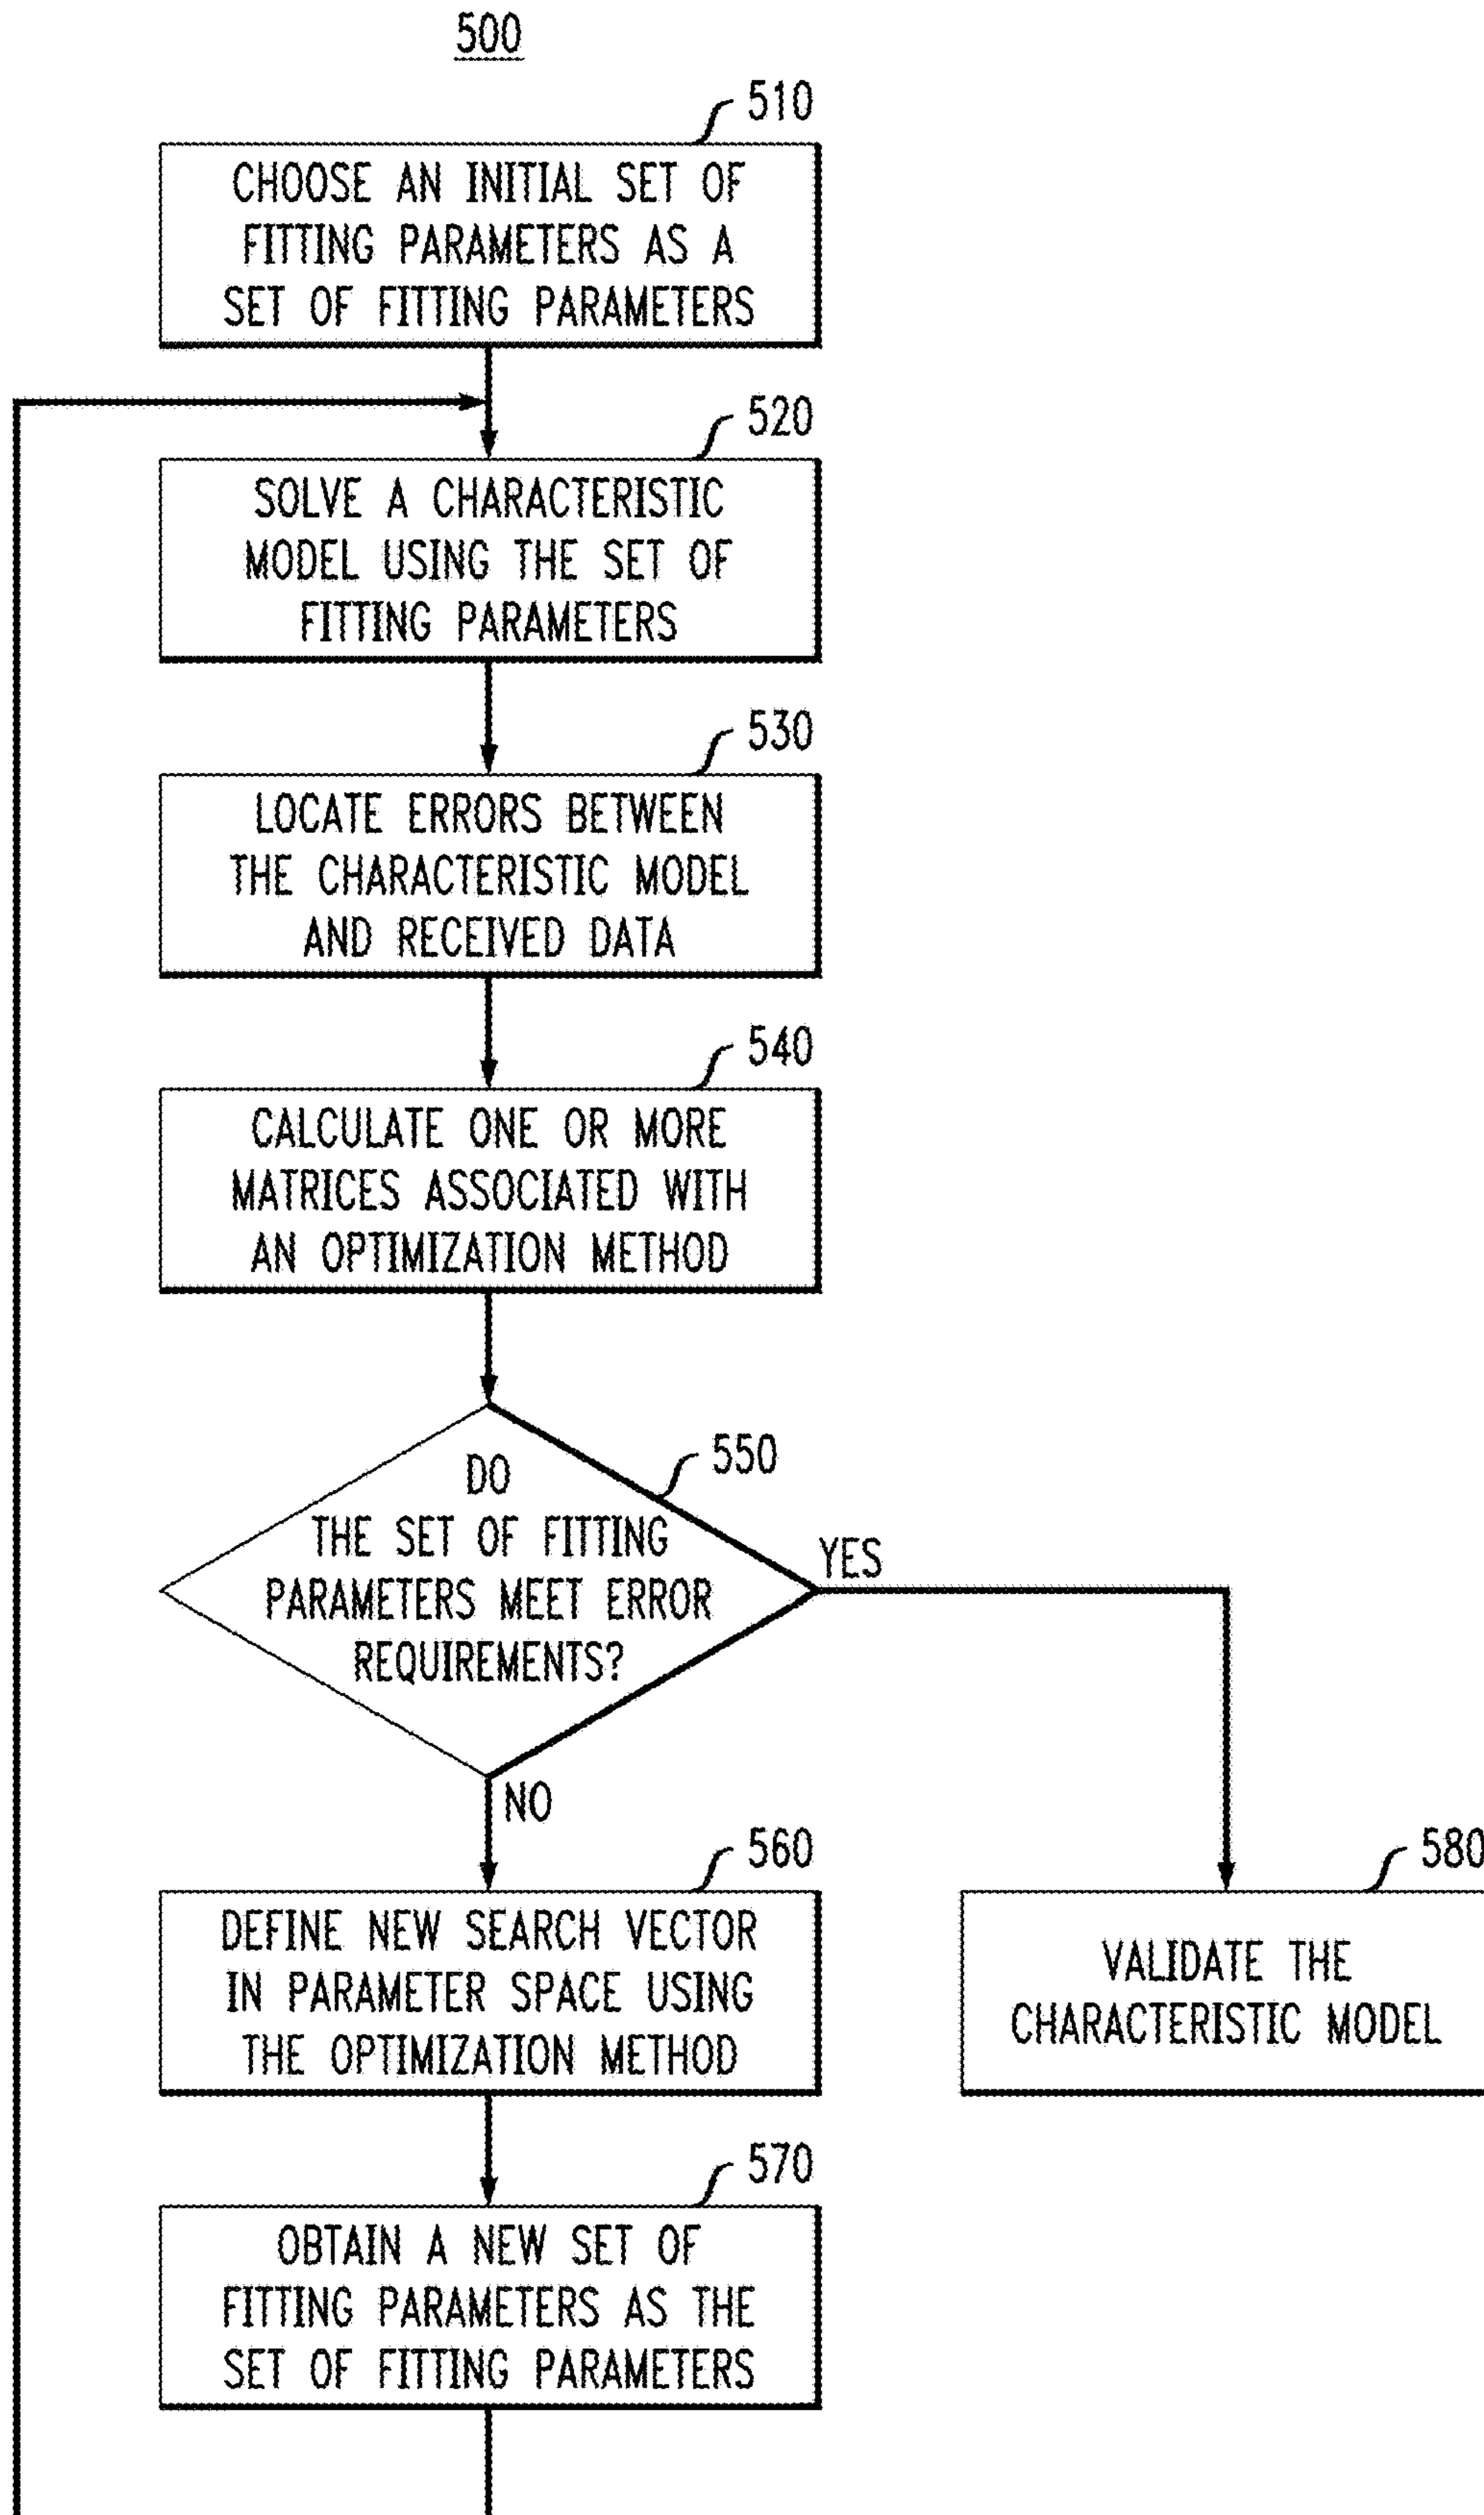 500
510
CHOOSE AN INITIAL SET OF
FITTING PARAMETERS AS A
SET OF FITTING PARAMETERS
520
SOLVE A CHARACTERISTIC
MODEL USING THE SET OF
FITTING PARAMETERS
530
LOCATE ERRORS BETWEEN
THE CHARACTERISTIC MODEL
AND RECEIVED DATA
540
CALCULATE ONE OR MORE
MATRICES ASSOCIATED WITH
AN OPTIMIZATION METHOD
550
DO
THE SET OF FITTING
PARAMETERS MEET ERROR
REQUIREMENTS?
YES
NO
560
DEFINE NEW SEARCH VECTOR
IN PARAMETER SPACE USING
THE OPTIMIZATION METHOD
580
VALIDATE THE
CHARACTERISTIC MODEL
570
OBTAIN A NEW SET OF
FITTING PARAMETERS AS THE
SET OF FITTING PARAMETERS